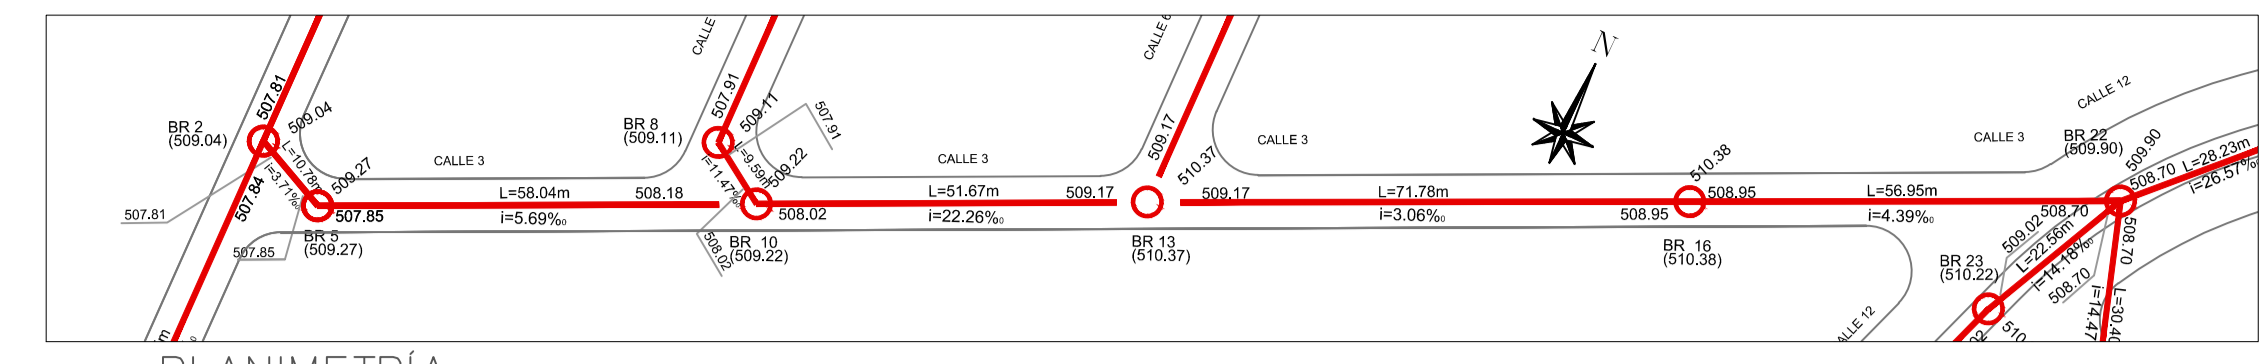 507.81
509.04
BR 2
(509.04)
L=10.78m
i=3.71‰
509.27
507.84
507.81
507.85
507.85
BR 5
(509.27)
CALLE 3
L=58.04m
i=5.69‰
508.18
CALLE
507.91
509.11
507.91
BR 8
(509.11)
L=9.59m
i=11.47‰
509.22
508.02
508.02
BR 10
(509.22)
CALLE 3
L=51.67m
i=22.26‰
509.17
CALLE 6
509.17
510.37
509.17
BR 13
(510.37)
CALLE 3
L=71.78m
i=3.06‰
N
510.38
508.95
508.95
BR 16
(510.38)
L=56.95m
i=4.39‰
CALLE 3
CALLE 12
BR 22
(509.90)
509.90
508.70
L=28.23m
i=26.57‰
508.70
509.02
L=22.56m
i=14.18‰
508.70
508.70
BR 23
(510.22)
L=30.40
i=14.47
510
02
ALLE 12
m
PLANIMETRÍA